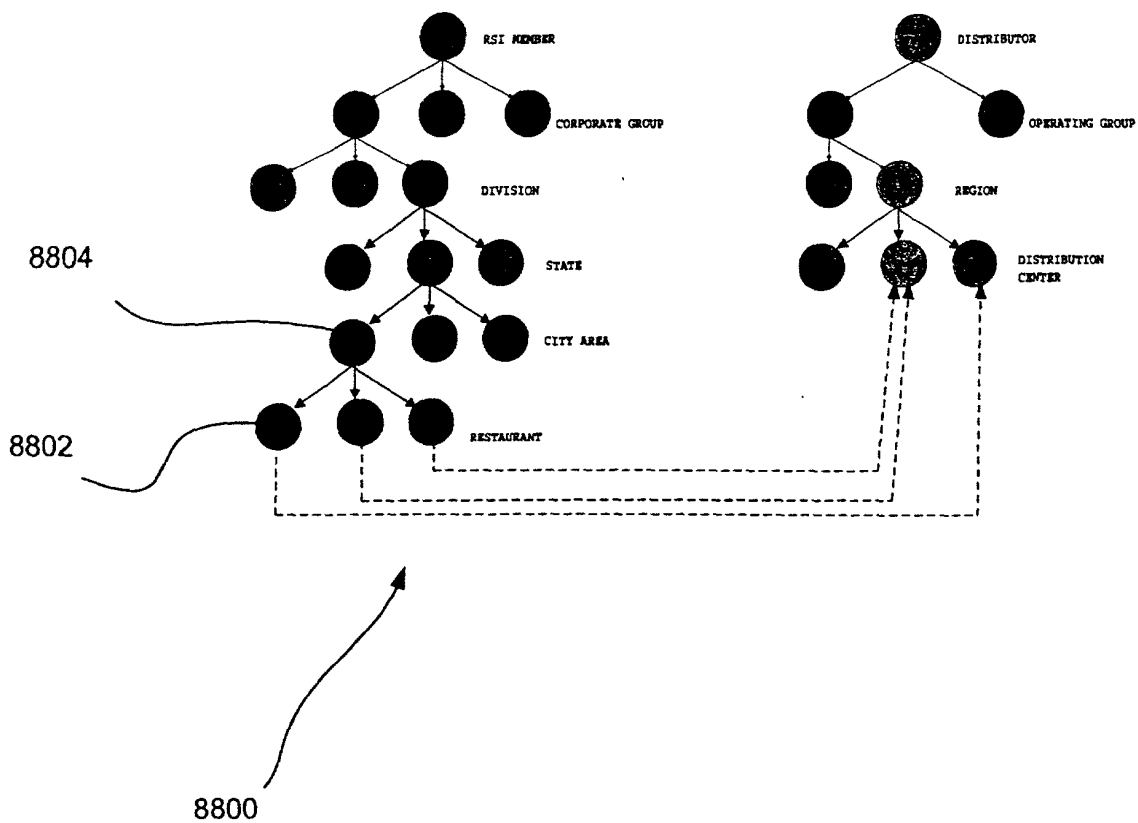 RSI MEMBER
DISTRIBUTOR
CORPORATE GROUP
OPERATING GROUP
DIVISION
REGION
8804
STATE
DISTRIBUTION
CENTER
CITY AREA
8802
RESTAURANT
8800